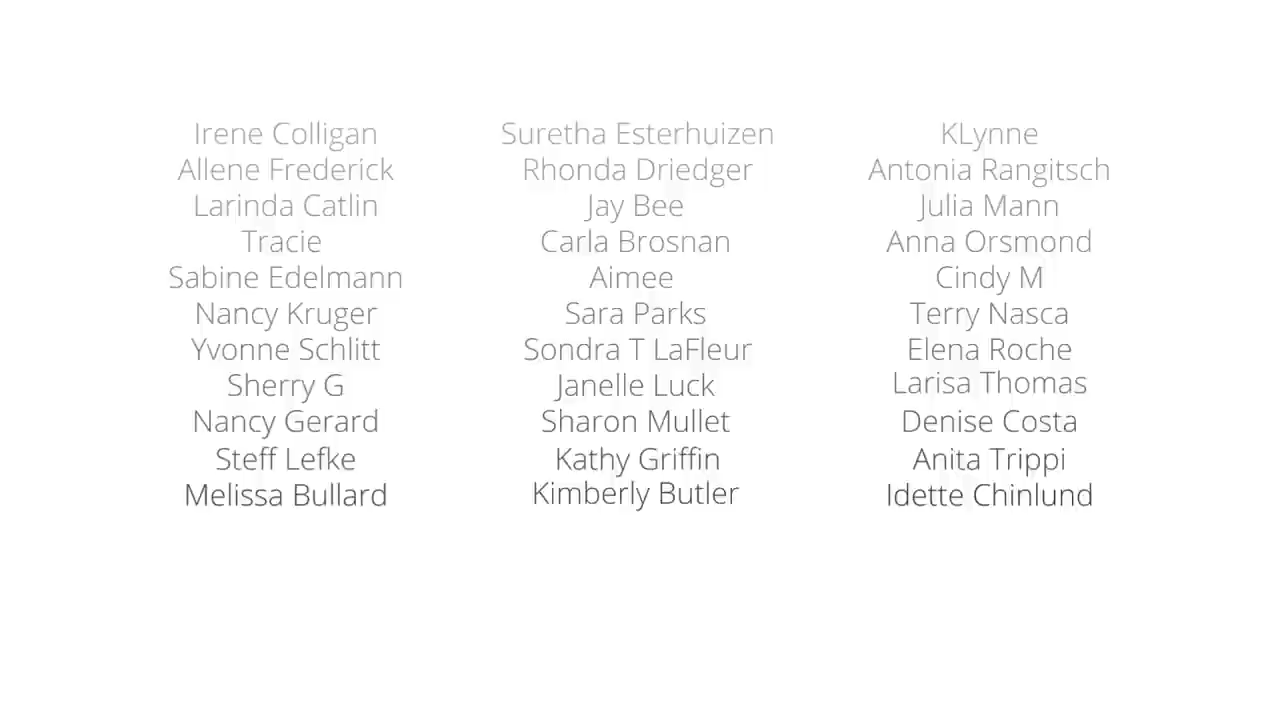 Irene Colligan
Allene Frederick
Larinda Catlin
Tracie
Sabine Edelmann
Nancy Kruger
Yvonne Schlitt
Sherry G
Nancy Gerard
Steff Lefke
Melissa Bullard
Suretha Esterhuizen
Rhonda Driedger
Jay Bee
Carla Brosnan
Aimee
Sara Parks
Sondra T LaFleur
Janelle Luck
Sharon Mullet
Kathy Griffin
Kimberly Butler
KLynne
Antonia Rangitsch
Julia Mann
Anna Orsmond
Cindy M
Terry Nasca
Elena Roche
Larisa Thomas
Denise Costa
Anita Trippi
Idette Chinlund